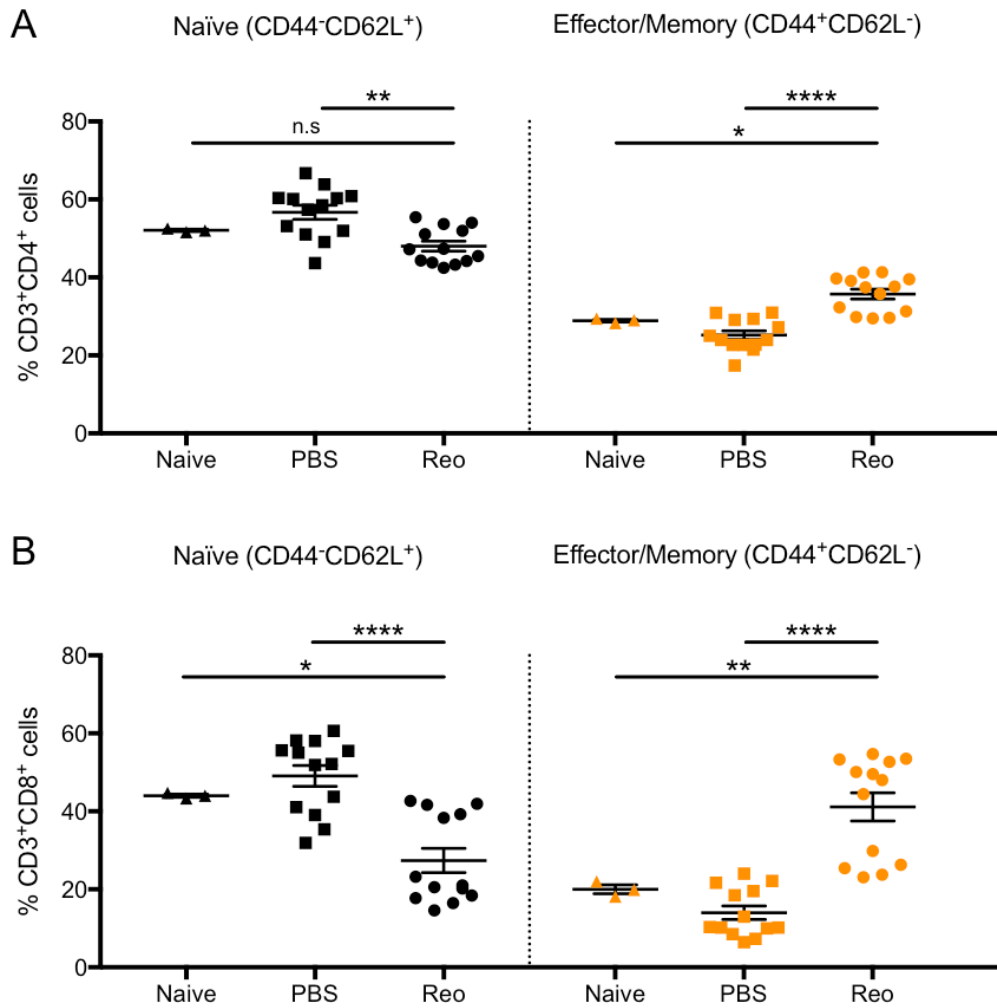 A
Naïve (CD44⁻CD62L⁺) Effector/Memory (CD44⁺CD62L⁻)
** ****
n.s *
% CD3⁺CD4⁺ cells
80
60
40
20
0
Naive PBS Reo Naive PBS Reo
B
Naïve (CD44⁻CD62L⁺) Effector/Memory (CD44⁺CD62L⁻)
**** ****
* **
% CD3⁺CD8⁺ cells
80
60
40
20
0
Naive PBS Reo Naive PBS Reo